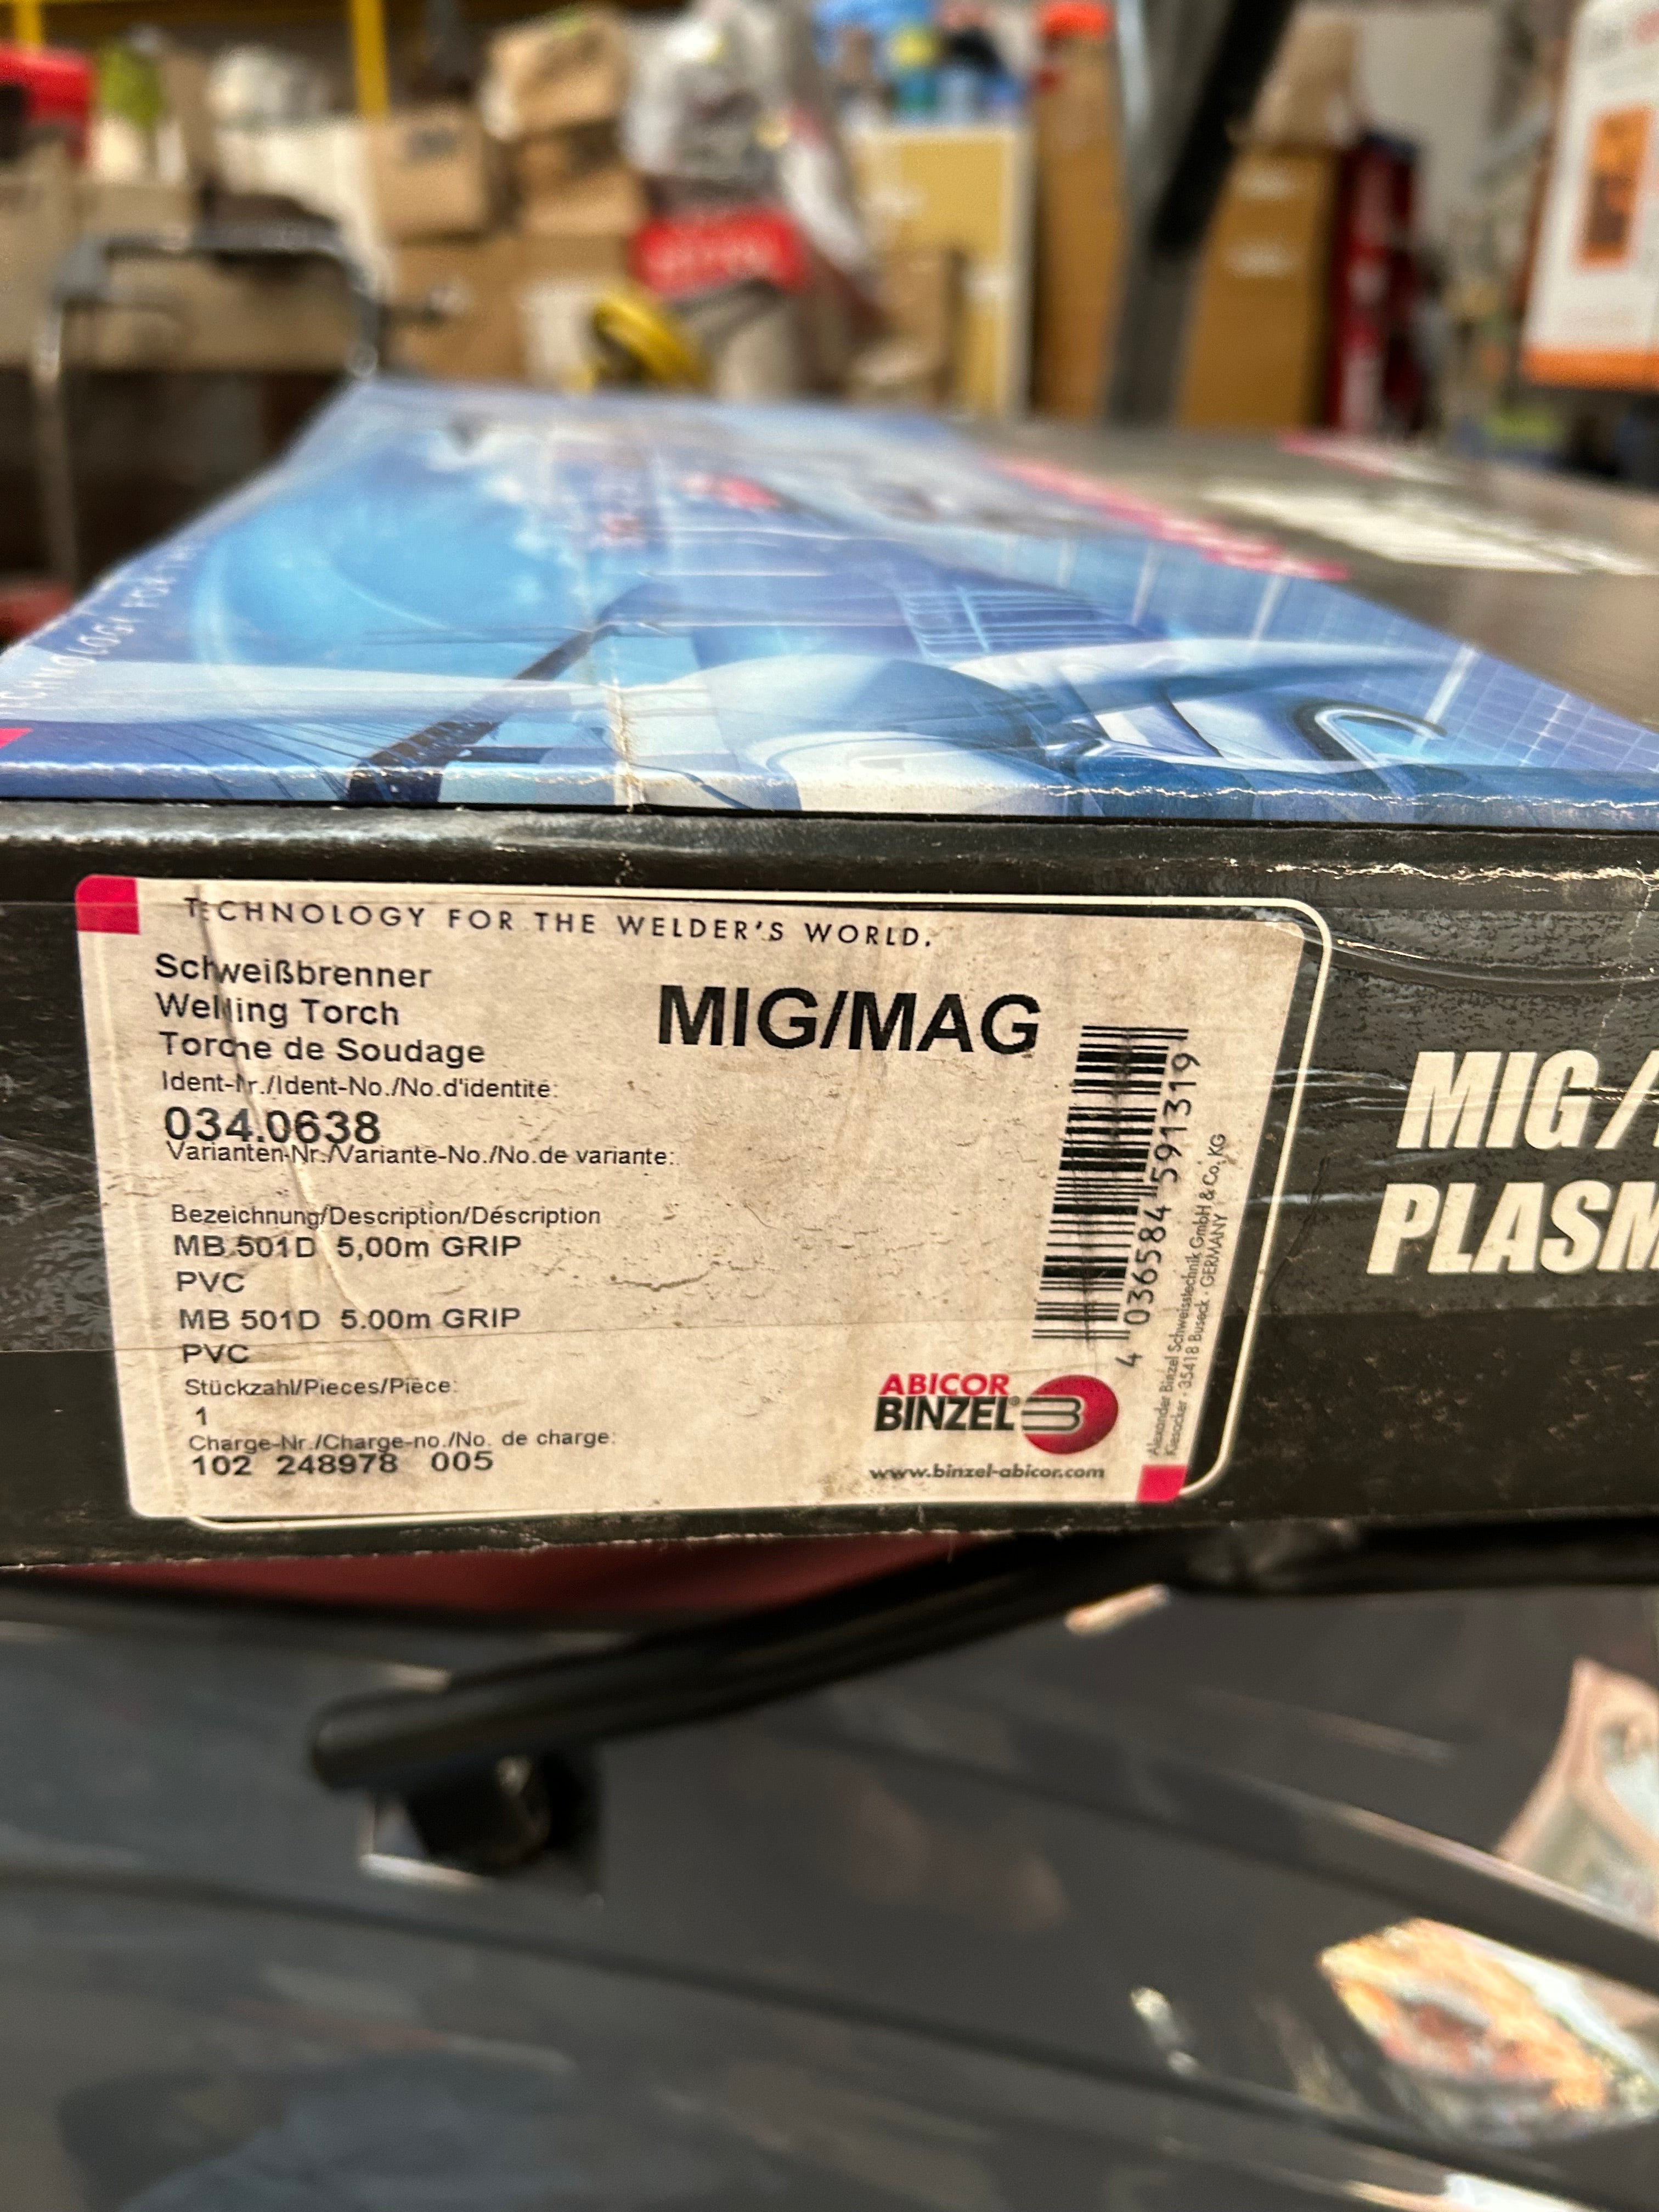 TECHNOLOGY FOR THE WELDER'S WORLD.
Schweißbrenner
Welding Torch
Torche de Soudage
MIG/MAG
Ident-Nr./Ident-No./No.d'identité:
034.0638
Varianten-Nr./Variante-No./No.de variante:
Bezeichnung/Description/Déscription
MB 501D 5,00m GRIP
PVC
MB 501D 5.00m GRIP
PVC
Stückzahl/Pieces/Pièce:
1
Charge-Nr./Charge-no./No. de charge:
102 248978 005
4 036584 591319
Alexander Binzel Schweisstechnik GmbH & Co. KG
Kiesacker · 35418 Buseck · GERMANY
ABICOR
BINZEL®
www.binzel-abicor.com
MIG/
PLASM